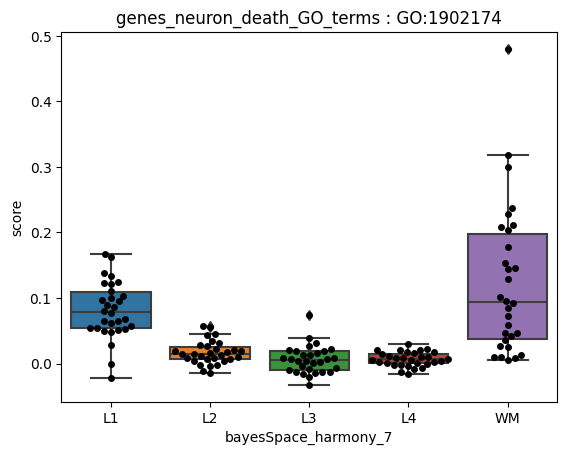 genes_neuron_death_GO_terms : GO:1902174
0.5
0.4
0.3
0.2
0.1
0.0
score
L1 L2 L3 L4 WM
bayesSpace_harmony_7